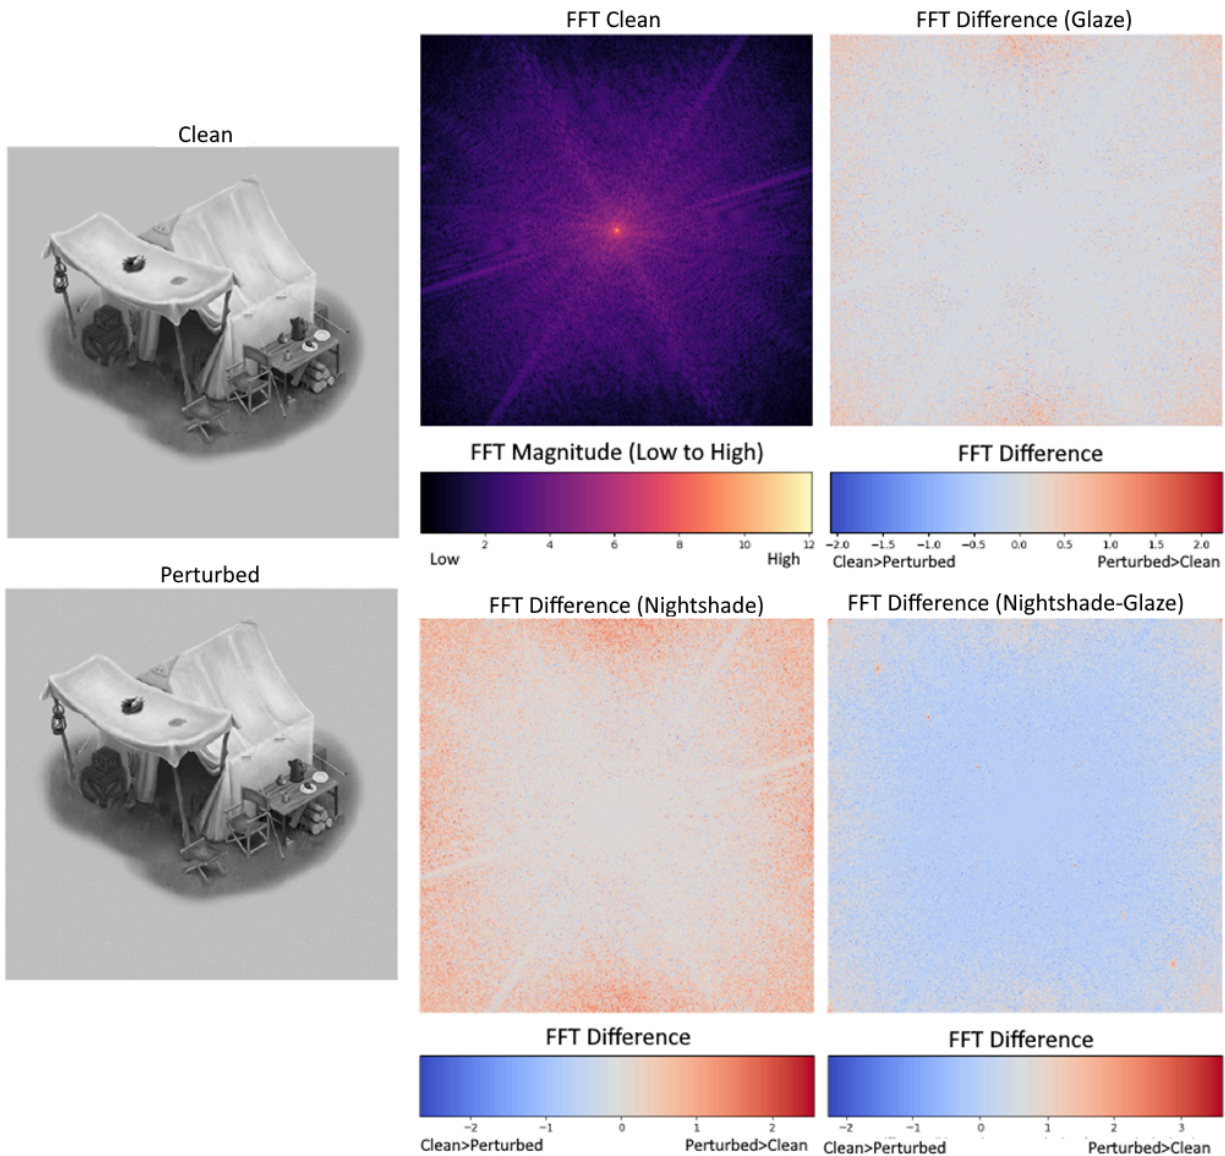 FFT Clean
FFT Difference (Glaze)
Clean
FFT Magnitude (Low to High)
2 4 6 8 10 12
Low High
FFT Difference
−2.0 −1.5 −1.0 −0.5 0.0 0.5 1.0 1.5 2.0
Clean>Perturbed Perturbed>Clean
Perturbed
FFT Difference (Nightshade)
FFT Difference (Nightshade-Glaze)
FFT Difference
−2 −1 0 1 2
Clean>Perturbed Perturbed>Clean
FFT Difference
−2 −1 0 1 2 3
Clean>Perturbed Perturbed>Clean